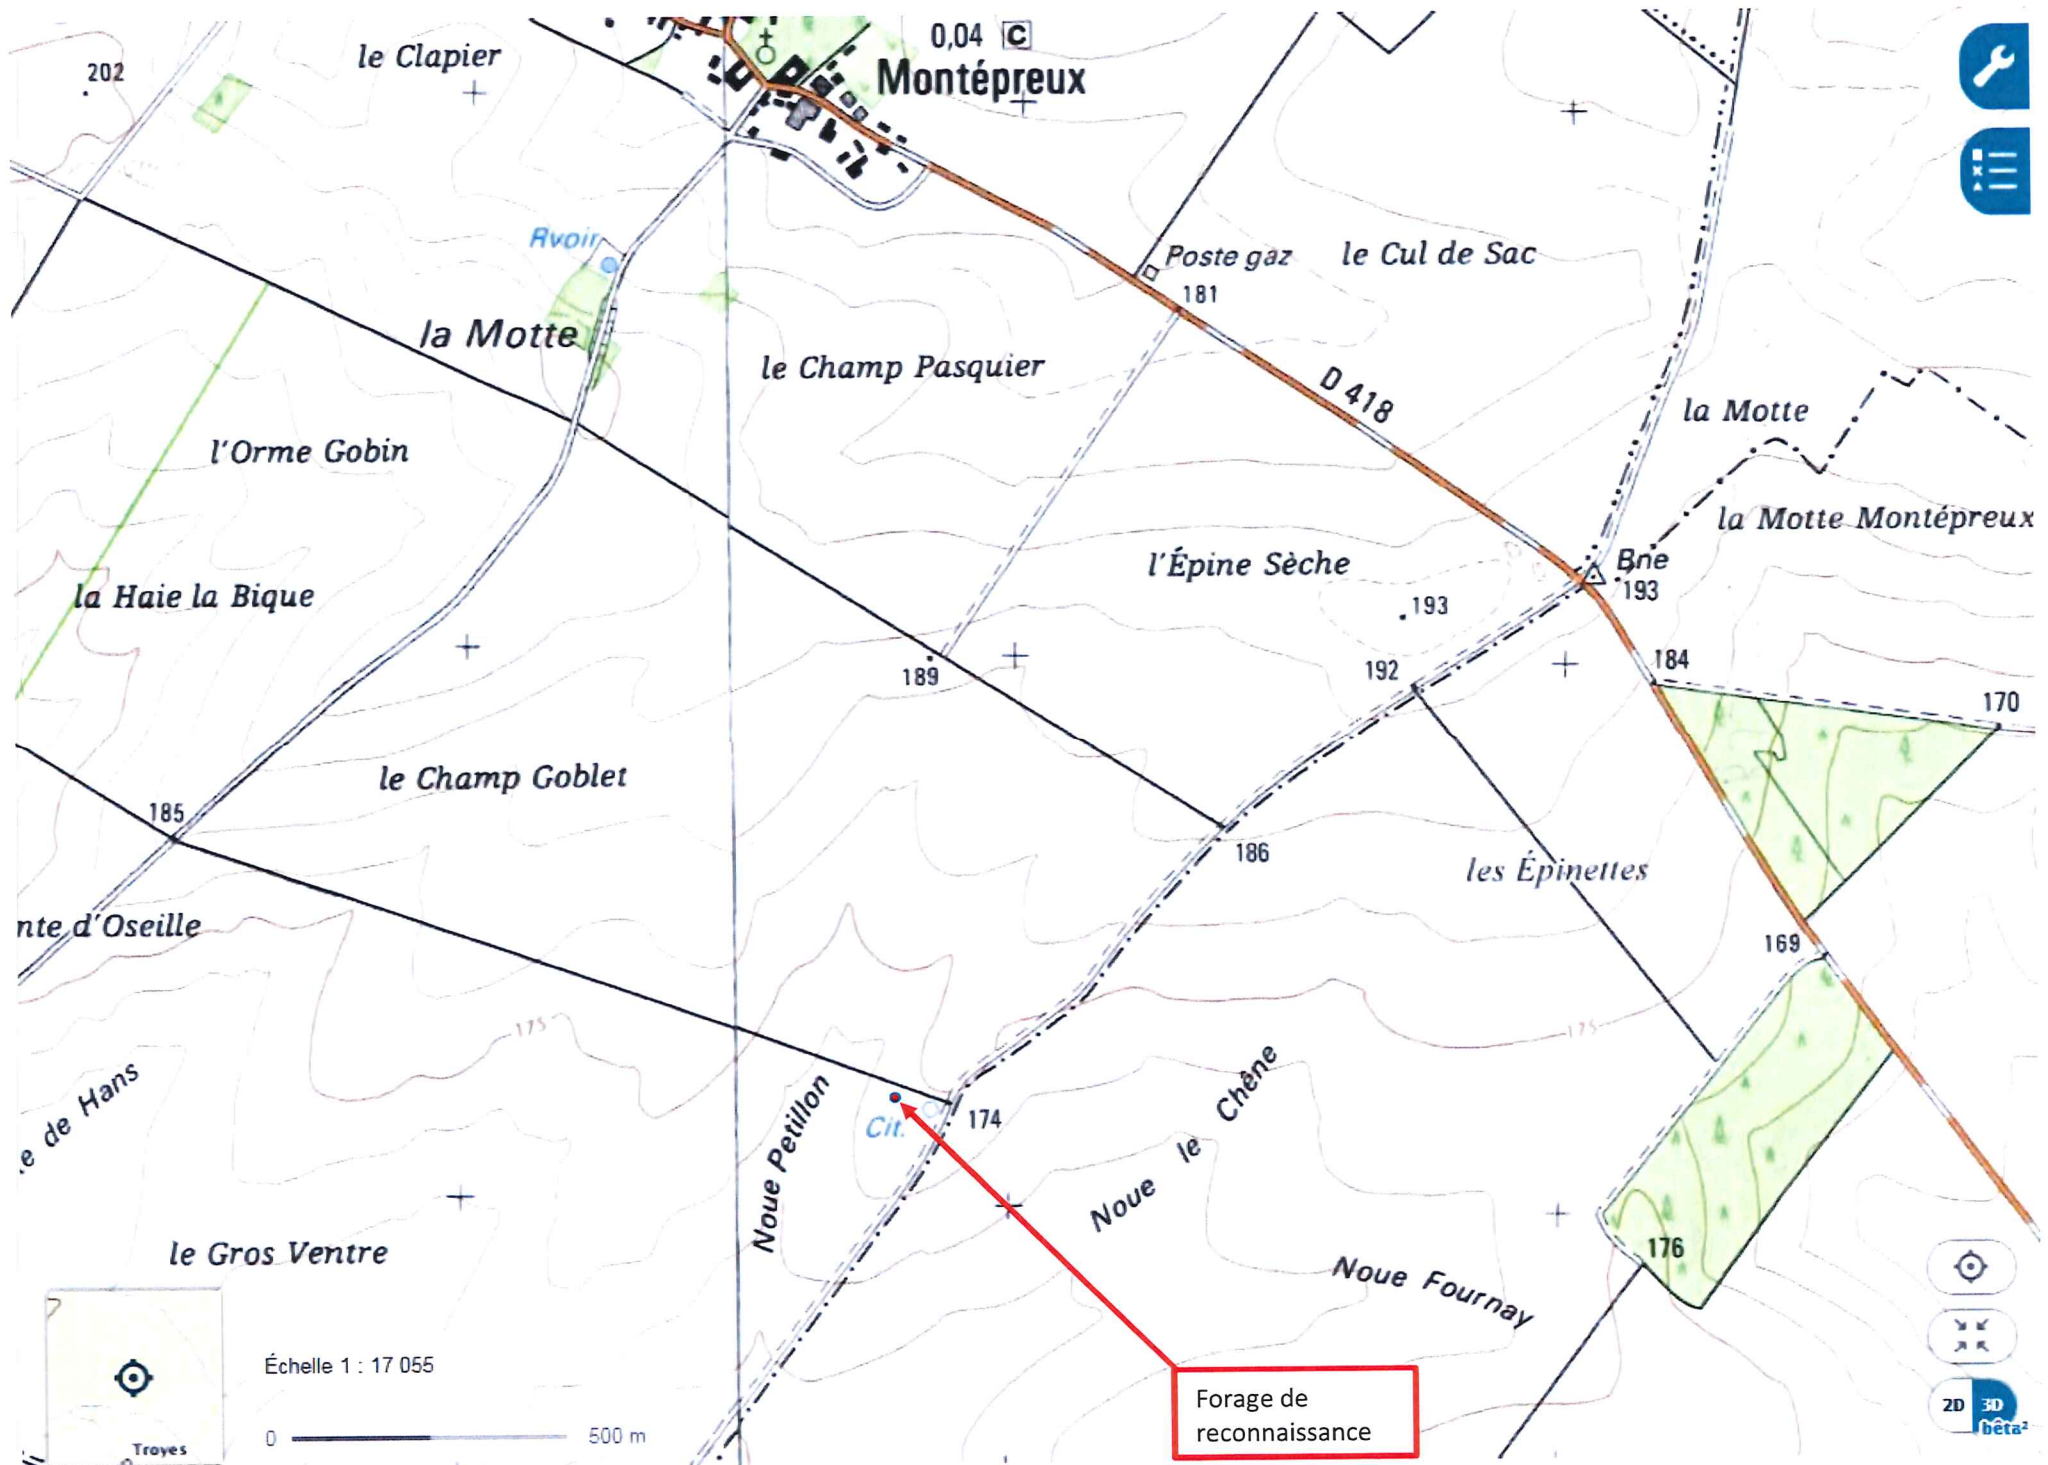 le Clapier
0,04 C
202
Montépreux
Rvoir
Poste gaz
le Cul de Sac
181
la Motte
le Champ Pasquier
D 418
la Motte
l'Orme Gobin
la Motte Montépreux
l'Épine Sèche
Bne
193
193
la Haie la Bique
189
192
184
170
le Champ Goblet
185
186
les Épinettes
nte d'Oseille
169
175
175
e de Hans
Noue Petillon
Cit.
174
Noue le Chêne
le Gros Ventre
Noue Fournay
176
Échelle 1 : 17 055
0 500 m
Troyes
Forage de
reconnaissance
2D 3D
bêta²